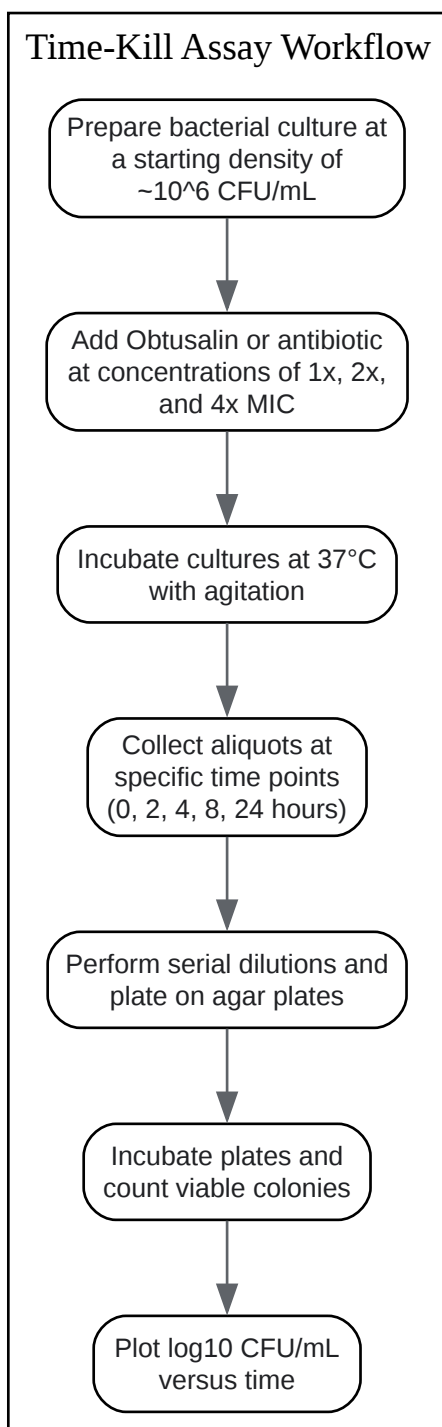 Time-Kill Assay Workflow
Prepare bacterial culture at
a starting density of
~10^6 CFU/mL
Add Obtusalin or antibiotic
at concentrations of 1x, 2x,
and 4x MIC
Incubate cultures at 37°C
with agitation
Collect aliquots at
specific time points
(0, 2, 4, 8, 24 hours)
Perform serial dilutions and
plate on agar plates
Incubate plates and
count viable colonies
Plot log10 CFU/mL
versus time